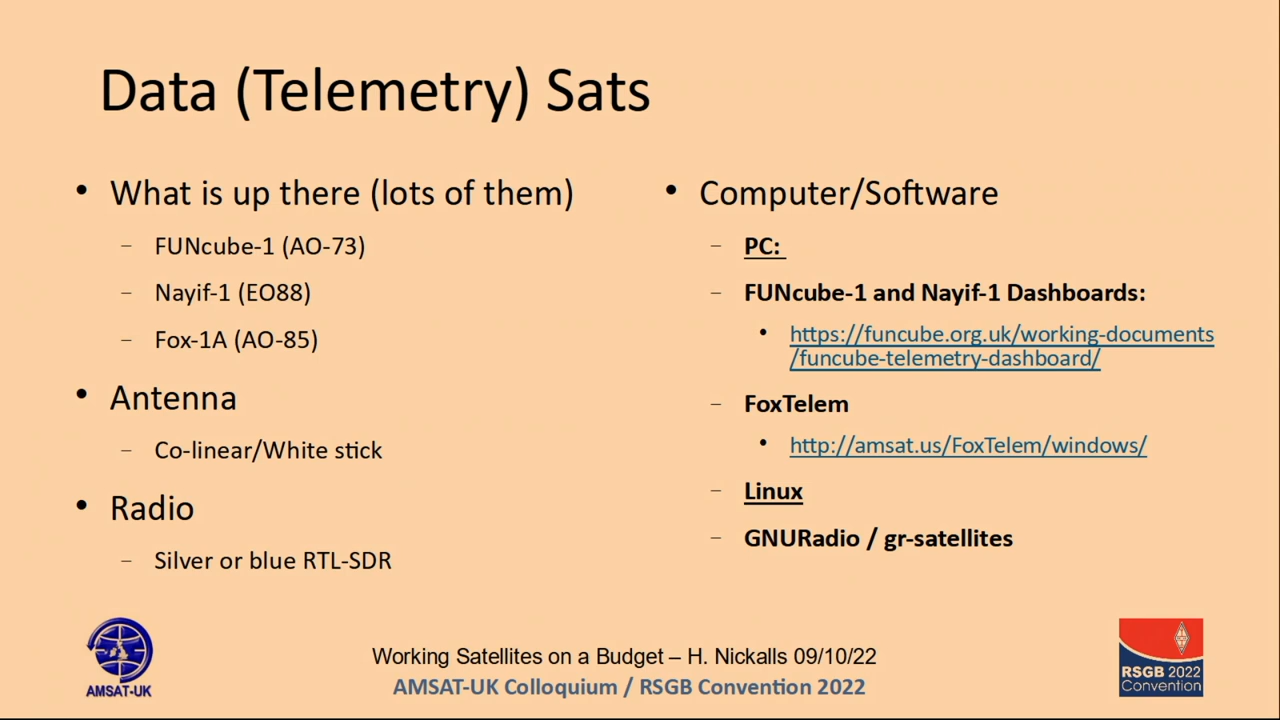 Data (Telemetry) Sats
• What is up there (lots of them)
– FUNcube-1 (AO-73)
– Nayif-1 (EO88)
– Fox-1A (AO-85)
• Antenna
– Co-linear/White stick
• Radio
– Silver or blue RTL-SDR
• Computer/Software
– PC:
– FUNcube-1 and Nayif-1 Dashboards:
• https://funcube.org.uk/working-documents
/funcube-telemetry-dashboard/
– FoxTelem
• http://amsat.us/FoxTelem/windows/
– Linux
– GNURadio / gr-satellites
AMSAT-UK
Working Satellites on a Budget – H. Nickalls 09/10/22
AMSAT-UK Colloquium / RSGB Convention 2022
RSGB 2022
Convention